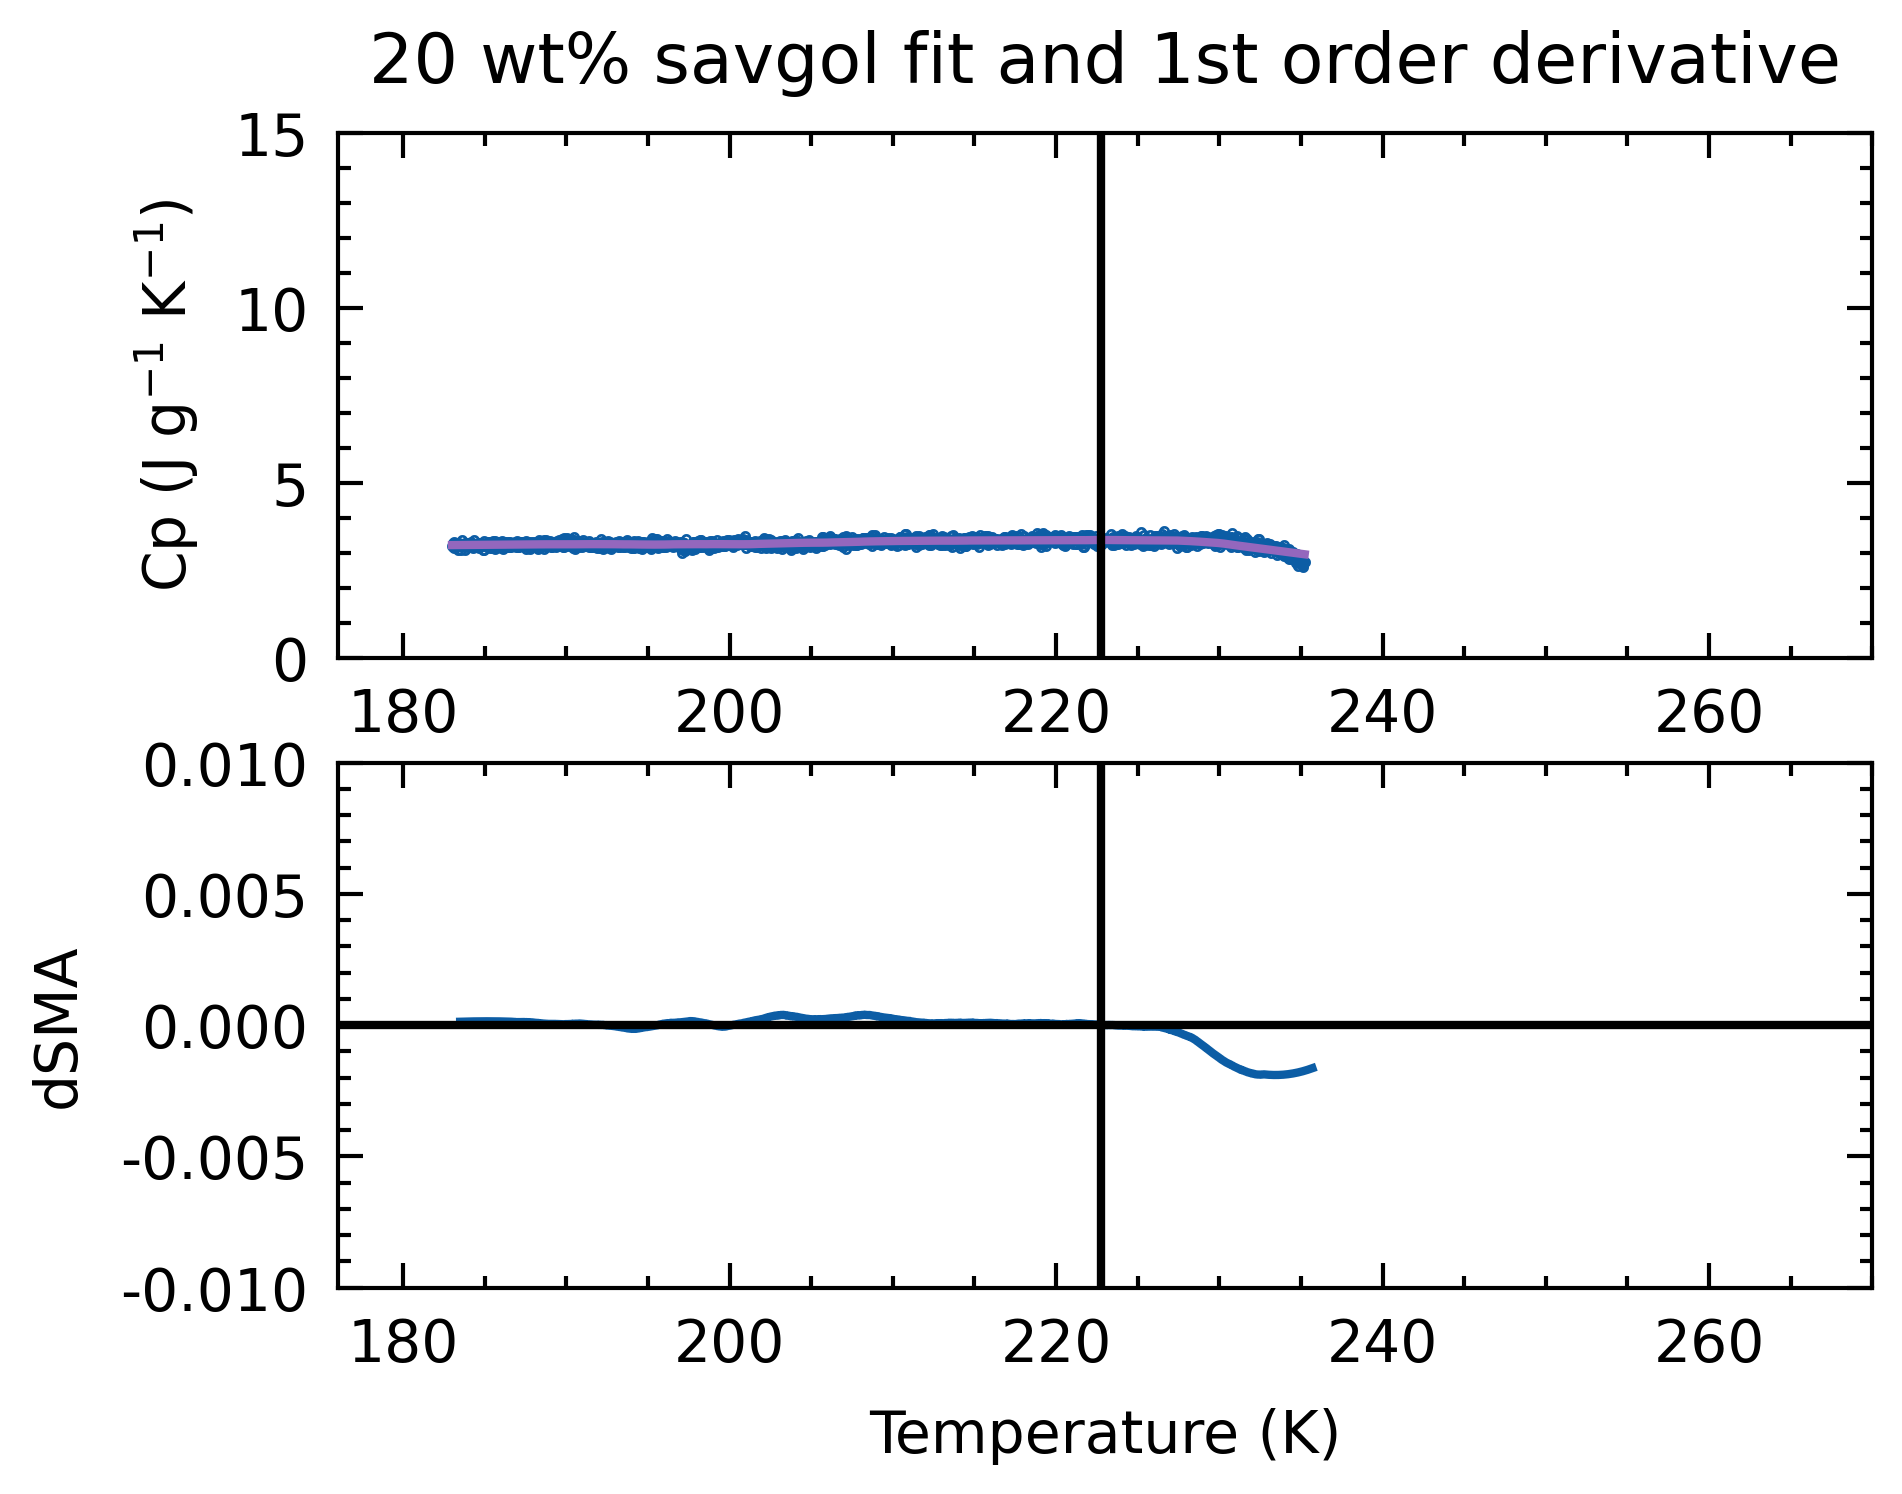 20 wt% savgol fit and 1st order derivative
15
10
5
0
Cp (J g⁻¹ K⁻¹)
180 200 220 240 260
0.010
0.005
0.000
-0.005
-0.010
dSMA
180 200 220 240 260
Temperature (K)